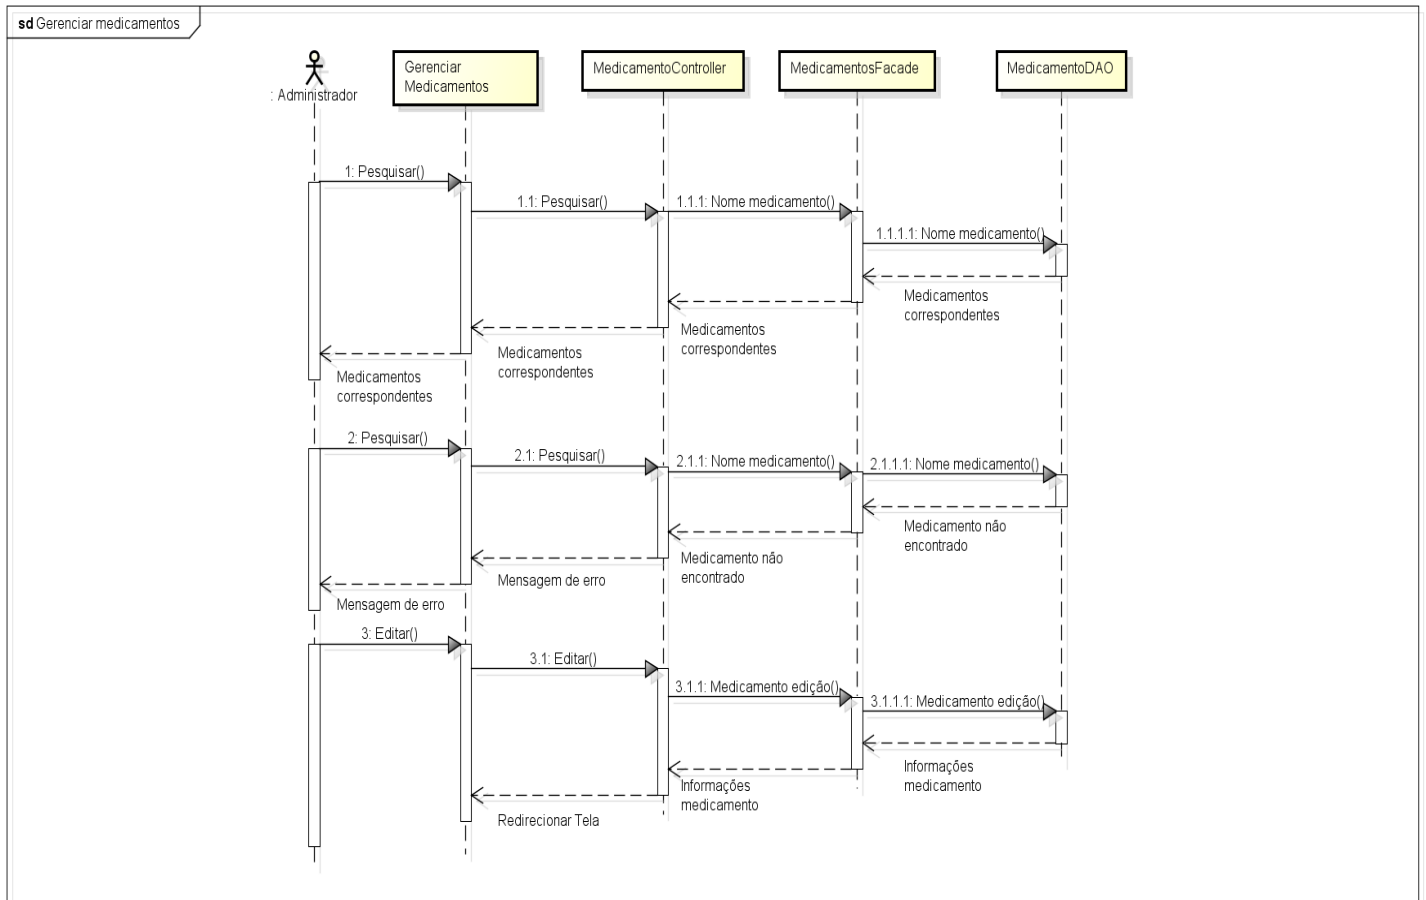 sd Gerenciar medicamentos
: Administrador
Gerenciar
Medicamentos
MedicamentoController
MedicamentosFacade
MedicamentoDAO
1: Pesquisar()
1.1: Pesquisar()
1.1.1: Nome medicamento()
1.1.1.1: Nome medicamento()
Medicamentos
correspondentes
Medicamentos
correspondentes
Medicamentos
correspondentes
Medicamentos
correspondentes
2: Pesquisar()
2.1: Pesquisar()
2.1.1: Nome medicamento()
2.1.1.1: Nome medicamento()
Medicamento não
encontrado
Medicamento não
encontrado
Mensagem de erro
Mensagem de erro
3: Editar()
3.1: Editar()
3.1.1: Medicamento edição()
3.1.1.1: Medicamento edição()
Informações
medicamento
Informações
medicamento
Redirecionar Tela